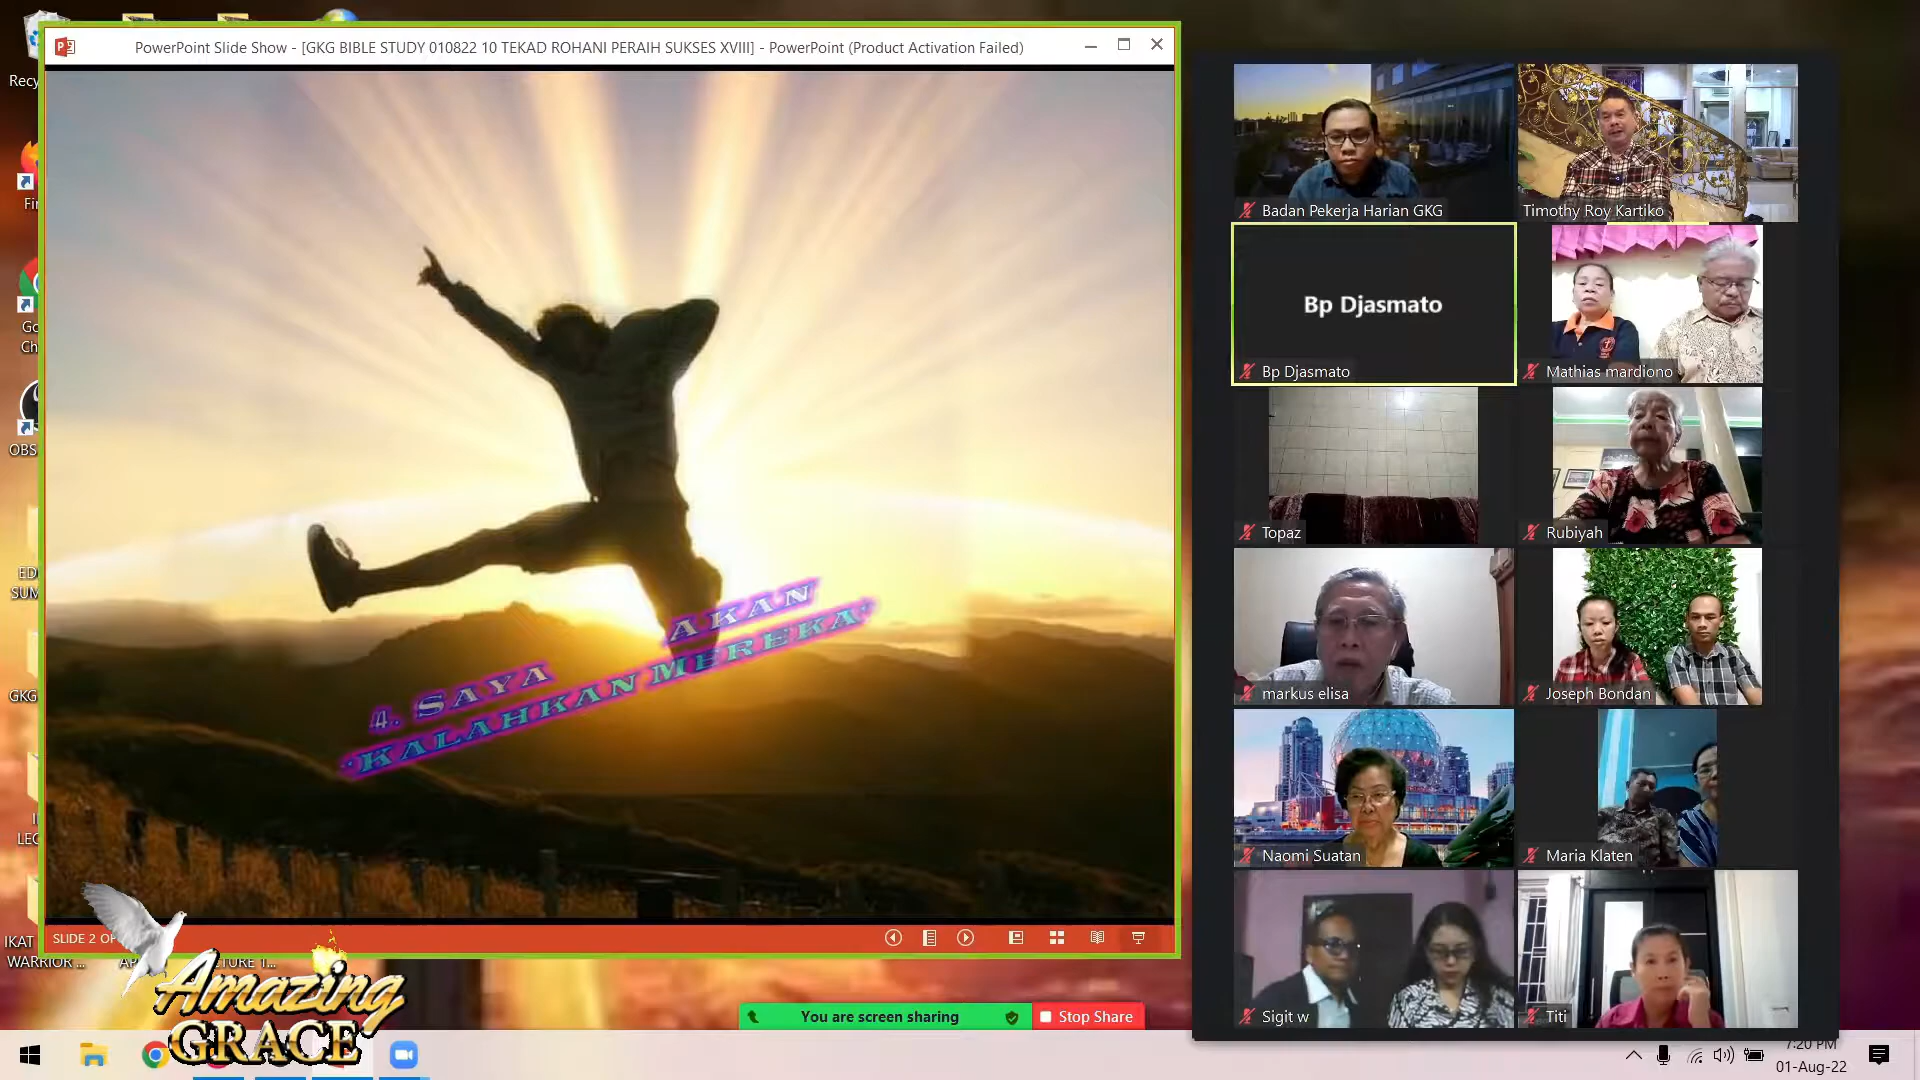 PowerPoint Slide Show - [GKG BIBLE STUDY 010822 10 TEKAD ROHANI PERAIH SUKSES XVIII] - PowerPoint (Product Activation Failed)
4. SAYA AKAN
"KALAHKAN MEREKA"
SLIDE 2 OF
Badan Pekerja Harian GKG
Timothy Roy Kartiko
Bp Djasmato
Bp Djasmato
Mathias mardiono
Topaz
Rubiyah
markus elisa
Joseph Bondan
Naomi Suatan
Maria Klaten
Sigit w
Titi
OBS
GKG
IKAT
WARRIOR ...
Amazing
GRACE
You are screen sharing
Stop Share
7:20 PM
01-Aug-22